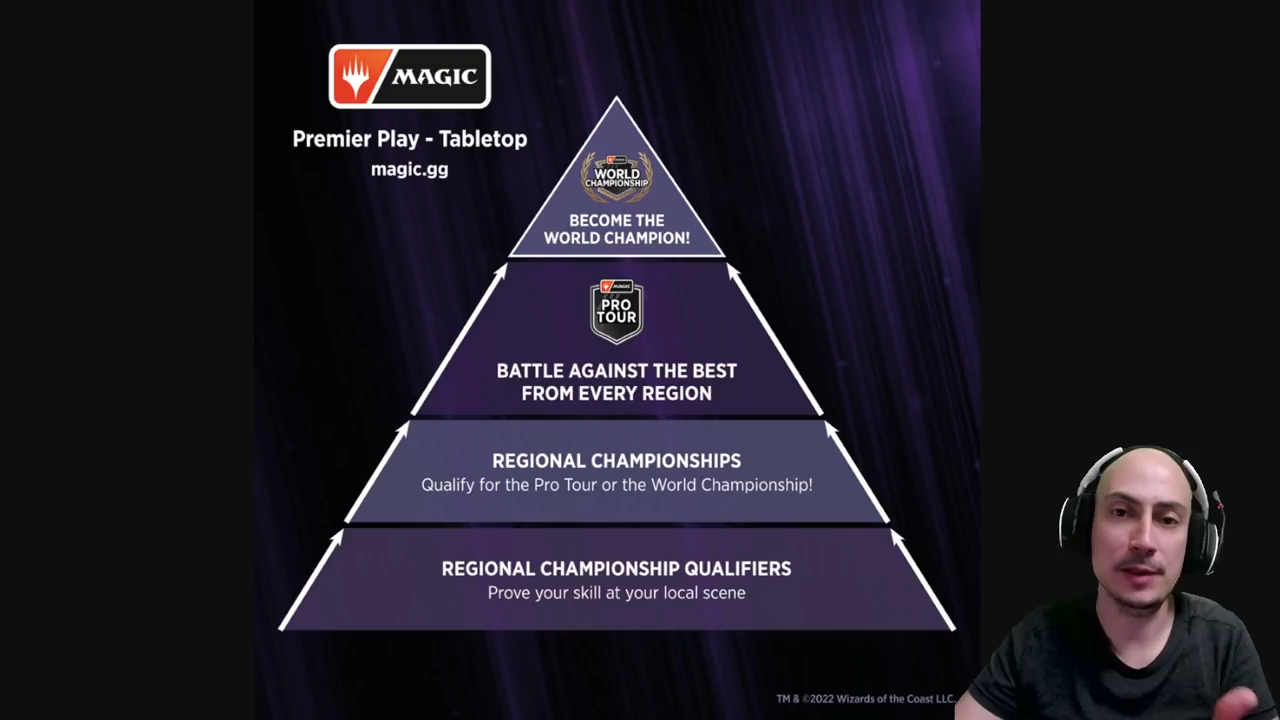 MAGIC
Premier Play - Tabletop
magic.gg
WORLD
CHAMPIONSHIP
BECOME THE
WORLD CHAMPION!
MAGIC
PRO
TOUR
BATTLE AGAINST THE BEST
FROM EVERY REGION
REGIONAL CHAMPIONSHIPS
Qualify for the Pro Tour or the World Championship!
REGIONAL CHAMPIONSHIP QUALIFIERS
Prove your skill at your local scene
TM & ©2022 Wizards of the Coast LLC.